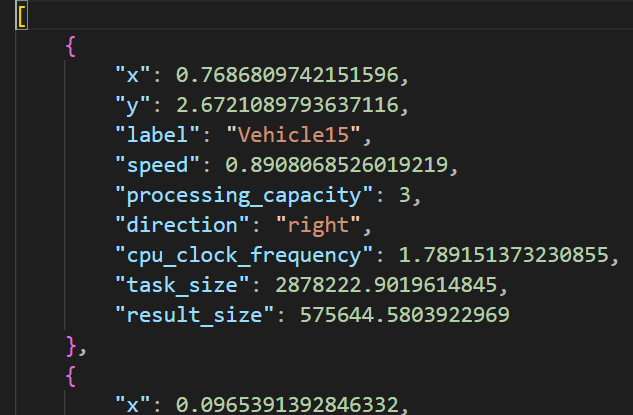 [
{
"x": 0.7686809742151596,
"y": 2.6721089793637116,
"label": "Vehicle15",
"speed": 0.8908068526019219,
"processing_capacity": 3,
"direction": "right",
"cpu_clock_frequency": 1.789151373230855,
"task_size": 2878222.9019614845,
"result_size": 575644.5803922969
},
{
"x": 0.0965391392846332,